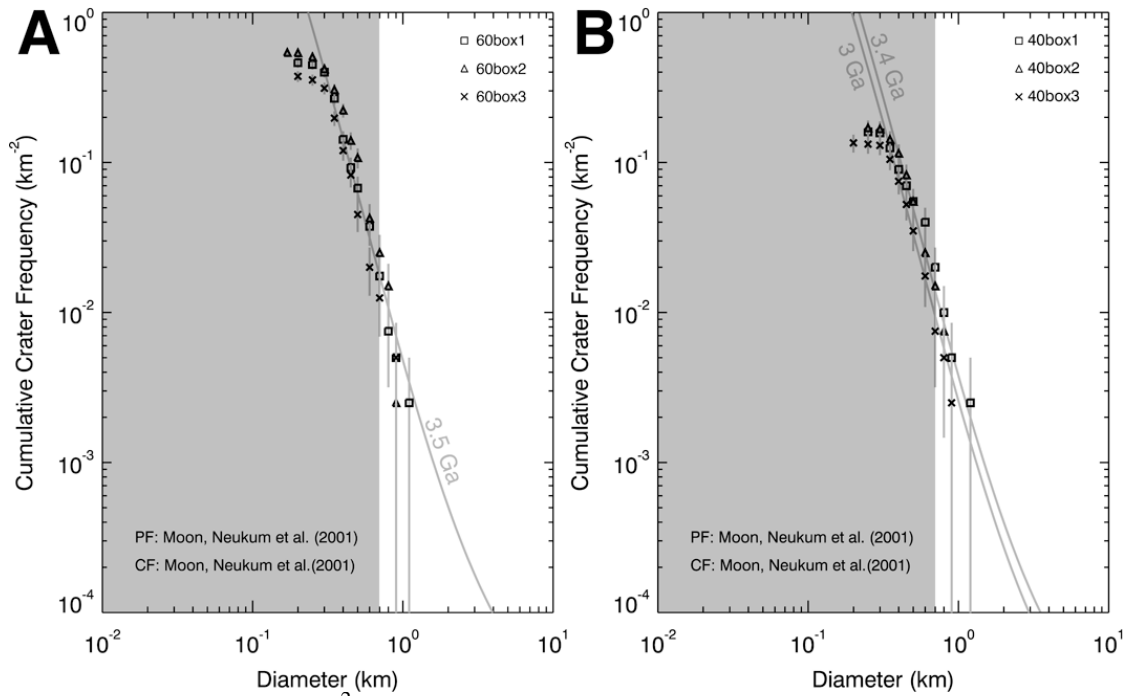 A
10^0
10^-1
10^-2
10^-3
10^-4
10^-2
10^-1
10^0
10^1
Cumulative Crater Frequency (km^-2)
Diameter (km)
60box1
60box2
60box3
3.5 Ga
PF: Moon, Neukum et al. (2001)
CF: Moon, Neukum et al.(2001)
B
10^0
10^-1
10^-2
10^-3
10^-4
10^-2
10^-1
10^0
10^1
Cumulative Crater Frequency (km^-2)
Diameter (km)
40box1
40box2
40box3
3.4 Ga
3 Ga
PF: Moon, Neukum et al. (2001)
CF: Moon, Neukum et al.(2001)